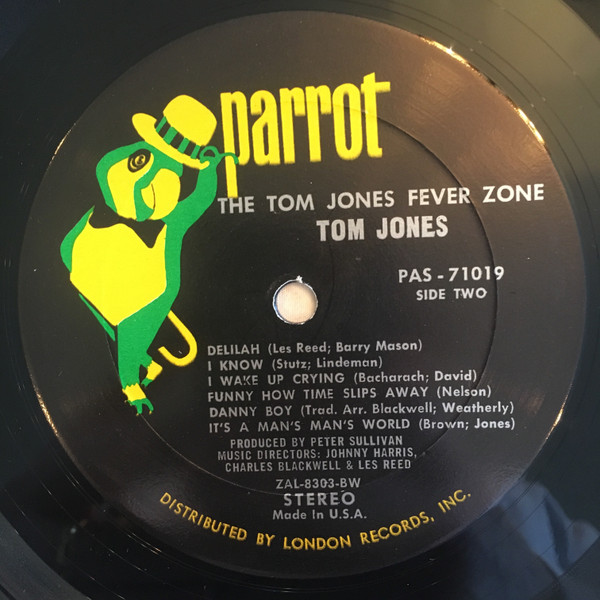 parrot
THE TOM JONES FEVER ZONE
TOM JONES
PAS - 71019
SIDE TWO
DELILAH (Les Reed; Barry Mason)
I KNOW (Stutz; Lindeman)
I WAKE UP CRYING (Bacharach; David)
FUNNY HOW TIME SLIPS AWAY (Nelson)
DANNY BOY (Trad. Arr. Blackwell; Weatherly)
IT'S A MAN'S MAN'S WORLD (Brown; Jones)
PRODUCED BY PETER SULLIVAN
MUSIC DIRECTORS: JOHNNY HARRIS,
CHARLES BLACKWELL & LES REED
ZAL-8303-BW
STEREO
Made In U.S.A.
DISTRIBUTED BY LONDON RECORDS, INC.